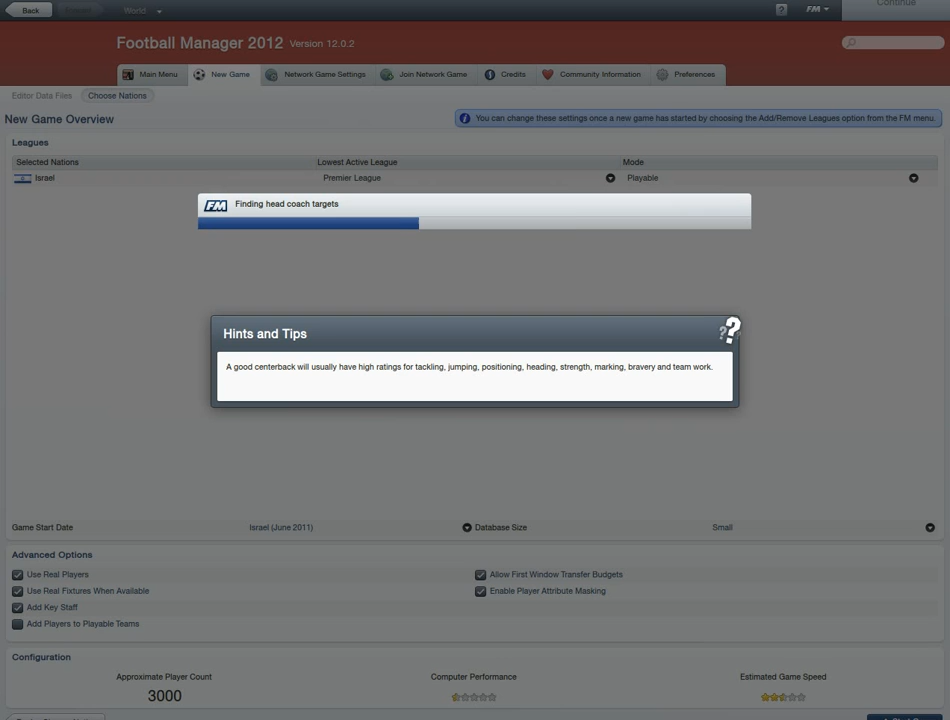 Back
World
FM
Continue
Football Manager 2012 Version 12.0.2
Main Menu
New Game
Network Game Settings
Join Network Game
Credits
Community Information
Preferences
Editor Data Files
Choose Nations
New Game Overview
You can change these settings once a new game has started by choosing the Add/Remove Leagues option from the FM menu.
Leagues
Selected Nations
Lowest Active League
Mode
Israel
Premier League
Playable
FM Finding head coach targets
Hints and Tips
A good centerback will usually have high ratings for tackling, jumping, positioning, heading, strength, marking, bravery and team work.
Game Start Date
Israel (June 2011)
Database Size
Small
Advanced Options
Use Real Players
Allow First Window Transfer Budgets
Use Real Fixtures When Available
Enable Player Attribute Masking
Add Key Staff
Add Players to Playable Teams
Configuration
Approximate Player Count
Computer Performance
Estimated Game Speed
3000